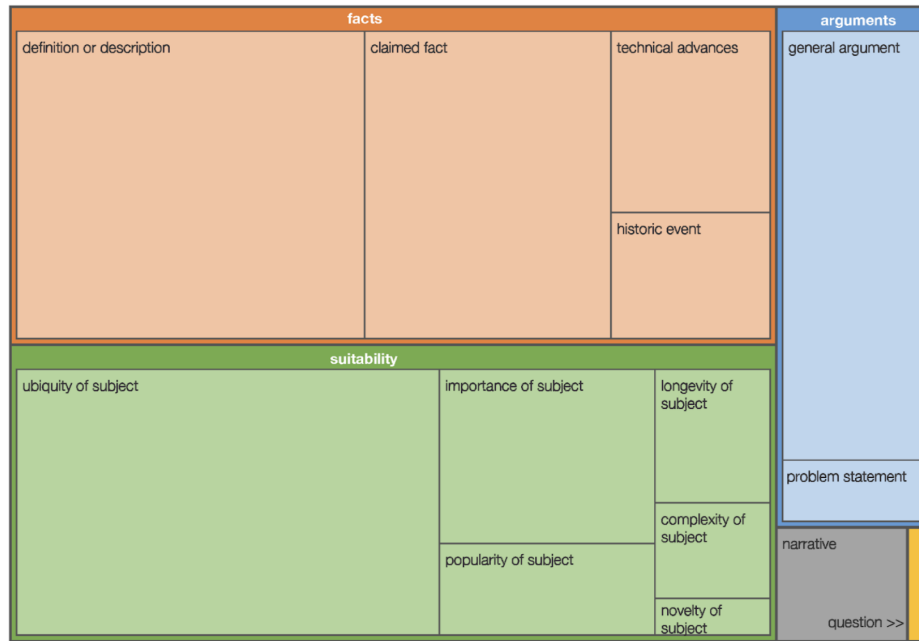 facts
definition or description
claimed fact
technical advances
historic event
suitability
ubiquity of subject
importance of subject
popularity of subject
longevity of
subject
complexity of
subject
novelty of
subject
arguments
general argument
problem statement
narrative
question >>